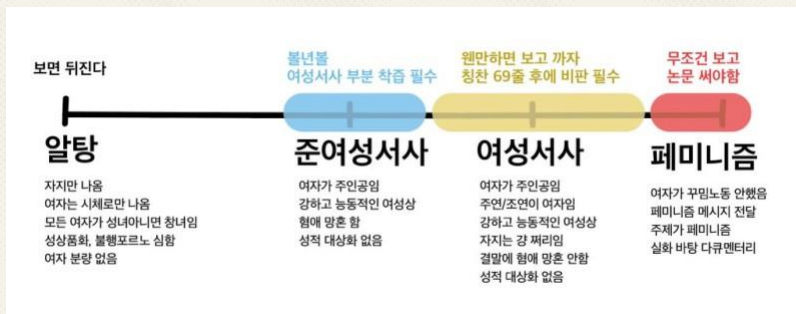 보면 뒤진다
알탕
자지만 나옴
여자는 시체로만 나옴
모든 여자가 성녀아니면 창녀임
성상품화, 불행포르노 심함
여자 분량 없음
볼년볼
여성서사 부분 착즙 필수
준여성서사
여자가 주인공임
강하고 능동적인 여성상
혐애 망혼 함
성적 대상화 없음
웬만하면 보고 까자
칭찬 69줄 후에 비판 필수
여성서사
여자가 주인공임
주연/조연이 여자임
강하고 능동적인 여성상
자지는 걍 쩌리임
결말에 혐애 망혼 안함
성적 대상화 없음
무조건 보고
논문 써야함
페미니즘
여자가 꾸밈노동 안했음
페미니즘 메시지 전달
주제가 페미니즘
실화 바탕 다큐멘터리